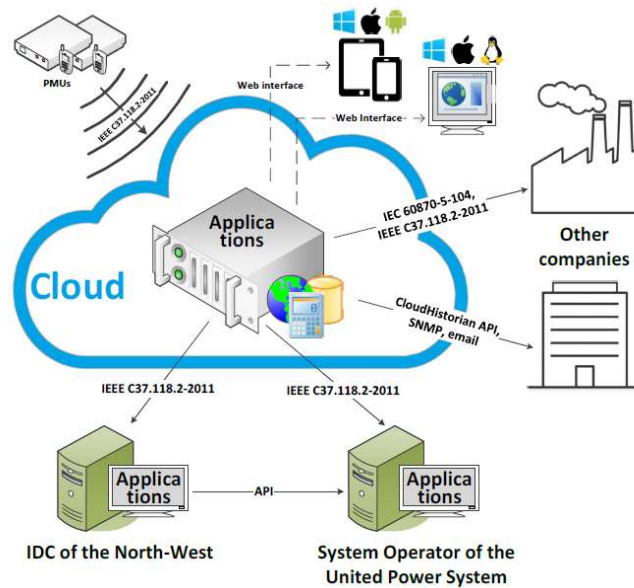 PMUs
IEEE C37.118.2-2011
Web interface
Web Interface
Applica
tions
Cloud
IEC 60870-5-104,
IEEE C37.118.2-2011
Other
companies
CloudHistorian API,
SNMP, email
IEEE C37.118.2-2011
IEEE C37.118.2-2011
Applica
tions
API
Applica
tions
IDC of the North-West
System Operator of the
United Power System